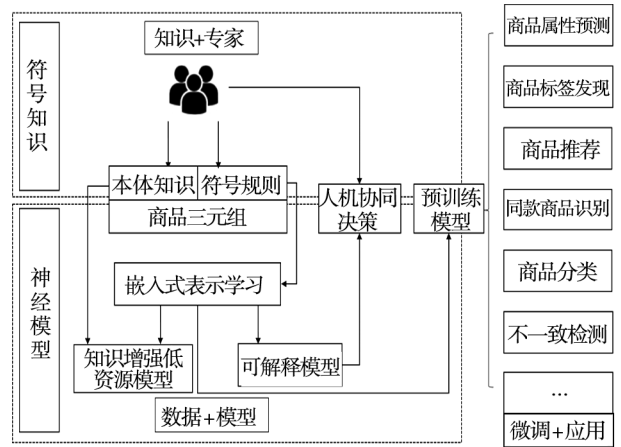 知识+专家
符号知识
本体知识
符号规则
商品三元组
人机协同
决策
预训练
模型
神经模型
嵌入式表示学习
知识增强低
资源模型
可解释模型
数据+模型
商品属性预测
商品标签发现
商品推荐
同款商品识别
商品分类
不一致检测
…
微调+应用